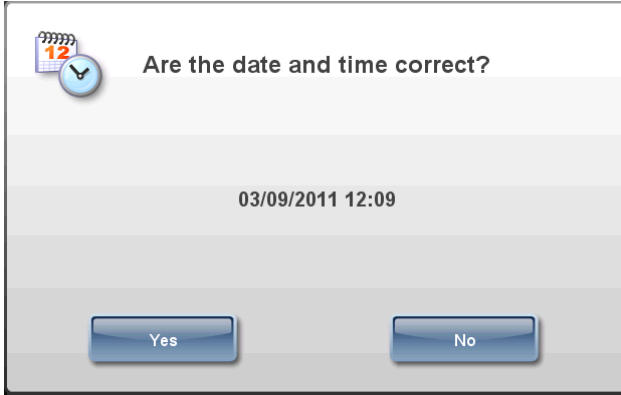 12
Are the date and time correct?
03/09/2011 12:09
Yes
No